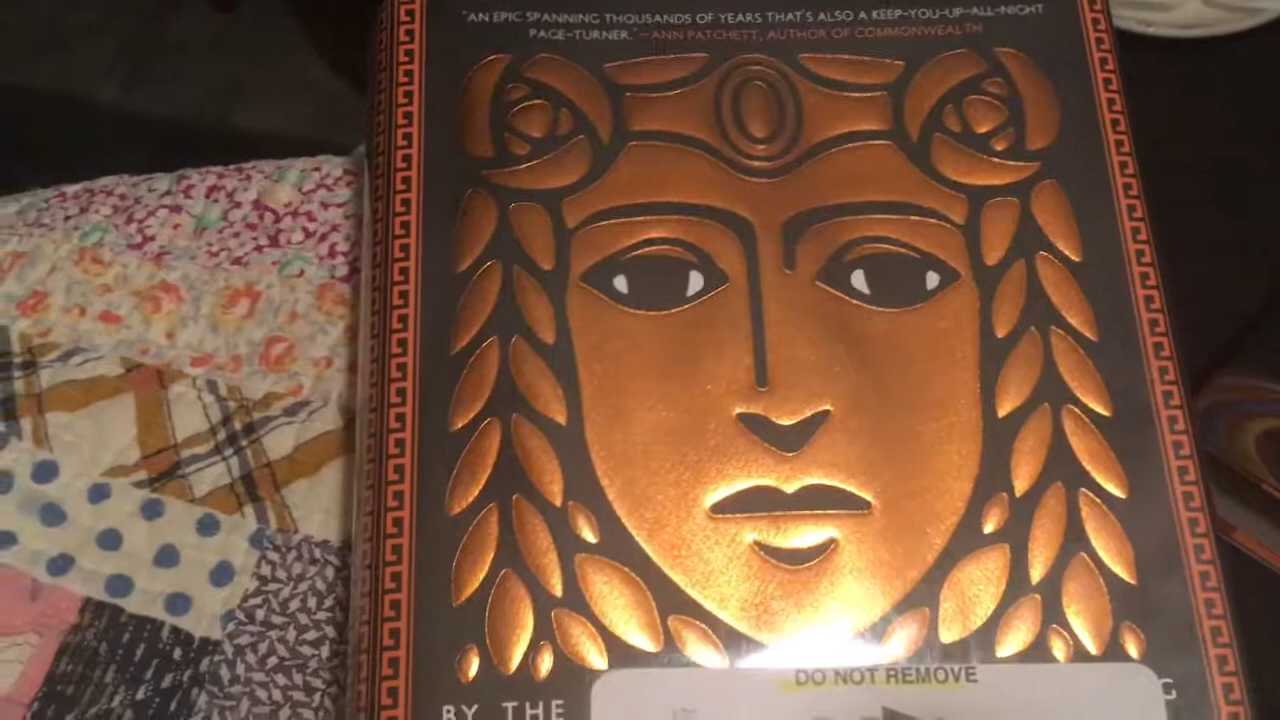 "AN EPIC SPANNING THOUSANDS OF YEARS THAT'S ALSO A KEEP-YOU-UP-ALL-NIGHT
PAGE-TURNER." —ANN PATCHETT, AUTHOR OF COMMONWEALTH
DO NOT REMOVE
BY THE G